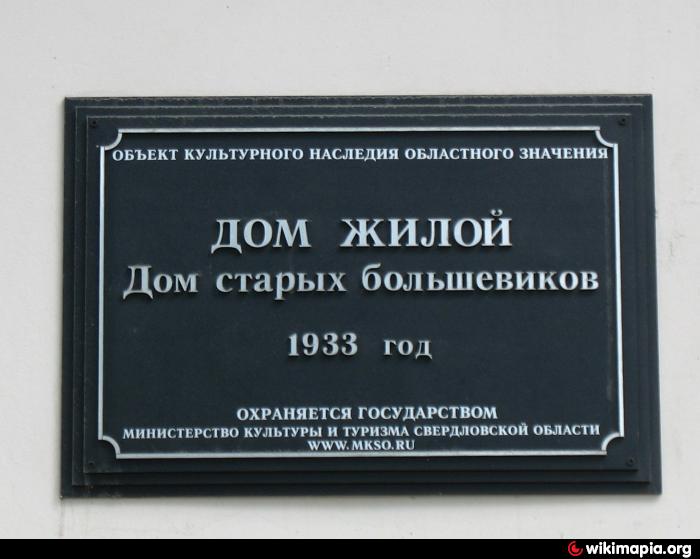 ОБЪЕКТ КУЛЬТУРНОГО НАСЛЕДИЯ ОБЛАСТНОГО ЗНАЧЕНИЯ
ДОМ ЖИЛОЙ
Дом старых большевиков
1933 год
ОХРАНЯЕТСЯ ГОСУДАРСТВОМ
МИНИСТЕРСТВО КУЛЬТУРЫ И ТУРИЗМА СВЕРДЛОВСКОЙ ОБЛАСТИ
WWW.MKSO.RU
wikimapia.org